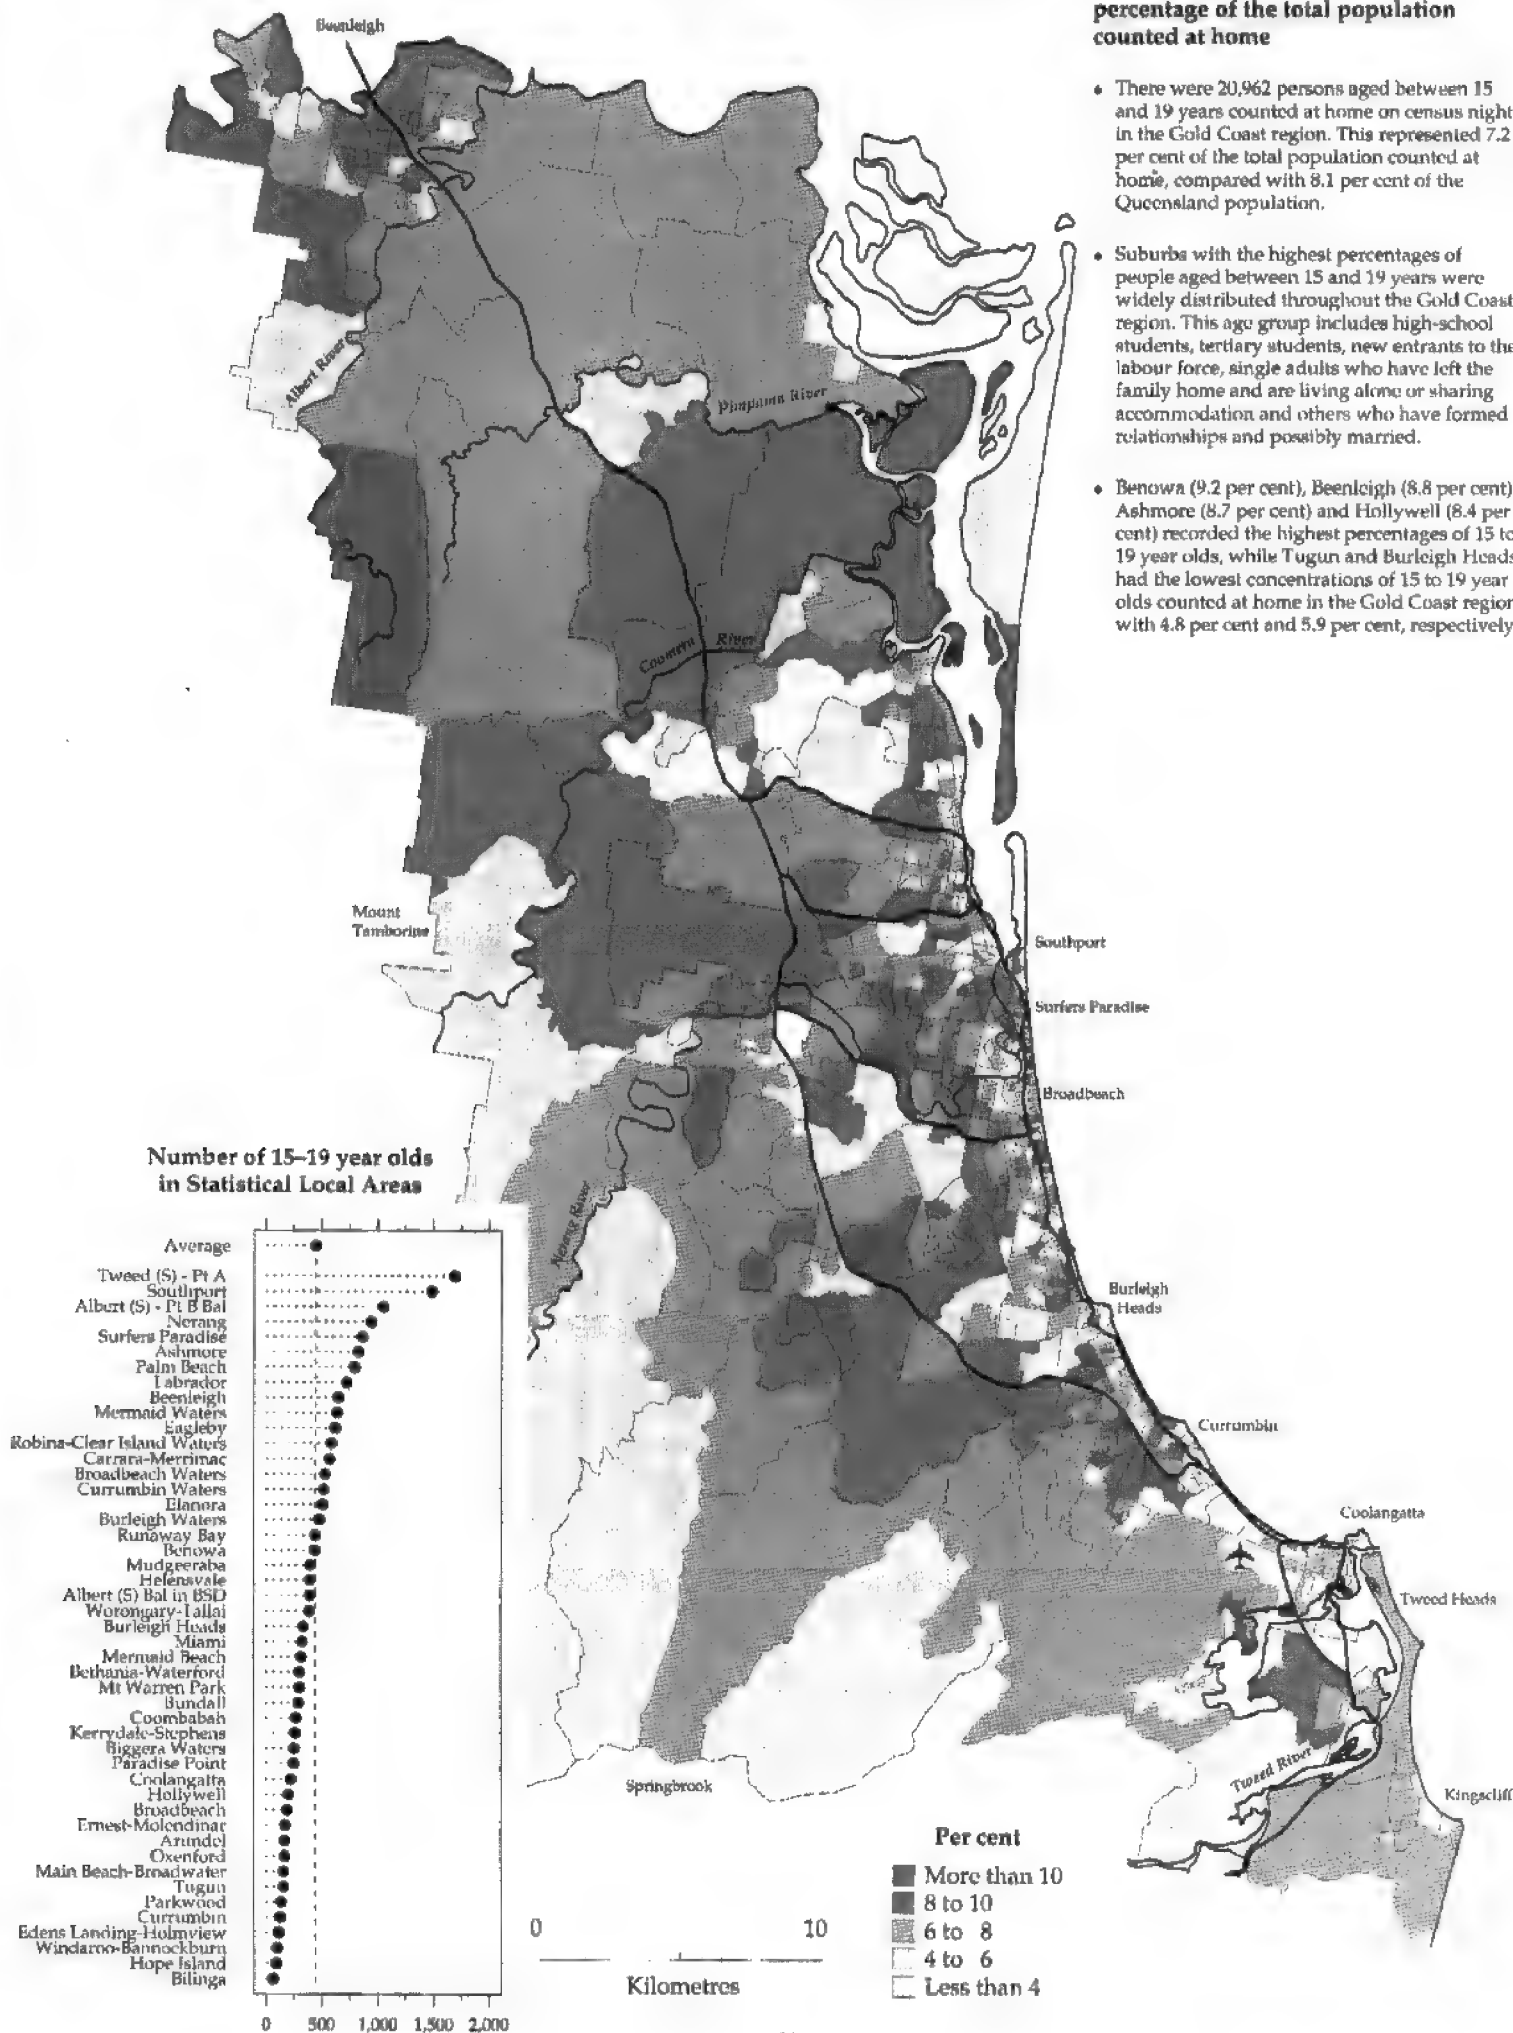 percentage of the total population
counted at home
• There were 20,962 persons aged between 15
and 19 years counted at home on census night
in the Gold Coast region. This represented 7.2
per cent of the total population counted at
home, compared with 8.1 per cent of the
Queensland population.
• Suburbs with the highest percentages of
people aged between 15 and 19 years were
widely distributed throughout the Gold Coast
region. This age group includes high-school
students, tertiary students, new entrants to the
labour force, single adults who have left the
family home and are living alone or sharing
accommodation and others who have formed
relationships and possibly married.
• Benowa (9.2 per cent), Beenleigh (8.8 per cent)
Ashmore (8.7 per cent) and Hollywell (8.4 per
cent) recorded the highest percentages of 15 to
19 year olds, while Tugun and Burleigh Heads
had the lowest concentrations of 15 to 19 year
olds counted at home in the Gold Coast region
with 4.8 per cent and 5.9 per cent, respectively
Beenleigh
Albert River
Pimpama River
Coomera River
Mount
Tamborine
Southport
Surfers Paradise
Broadbeach
Nerang River
Burleigh
Heads
Currumbin
Coolangatta
Tweed Heads
Tweed River
Kingscliff
Springbrook
Number of 15–19 year olds
in Statistical Local Areas
Average
Tweed (S) - Pt A
Southport
Albert (S) - Pt B Bal
Nerang
Surfers Paradise
Ashmore
Palm Beach
Labrador
Beenleigh
Mermaid Waters
Eagleby
Robina-Clear Island Waters
Carrara-Merrimac
Broadbeach Waters
Currumbin Waters
Elanora
Burleigh Waters
Runaway Bay
Benowa
Mudgeeraba
Helensvale
Albert (S) Bal in BSD
Worongary-Tallai
Burleigh Heads
Miami
Mermaid Beach
Bethania-Waterford
Mt Warren Park
Bundall
Coombabah
Kerrydale-Stephens
Biggera Waters
Paradise Point
Coolangatta
Hollywell
Broadbeach
Ernest-Molendinar
Arundel
Oxenford
Main Beach-Broadwater
Tugun
Parkwood
Currumbin
Edens Landing-Holmview
Windaroo-Bannockburn
Hope Island
Bilinga
0 500 1,000 1,500 2,000
0 10
Kilometres
Per cent
More than 10
8 to 10
6 to 8
4 to 6
Less than 4